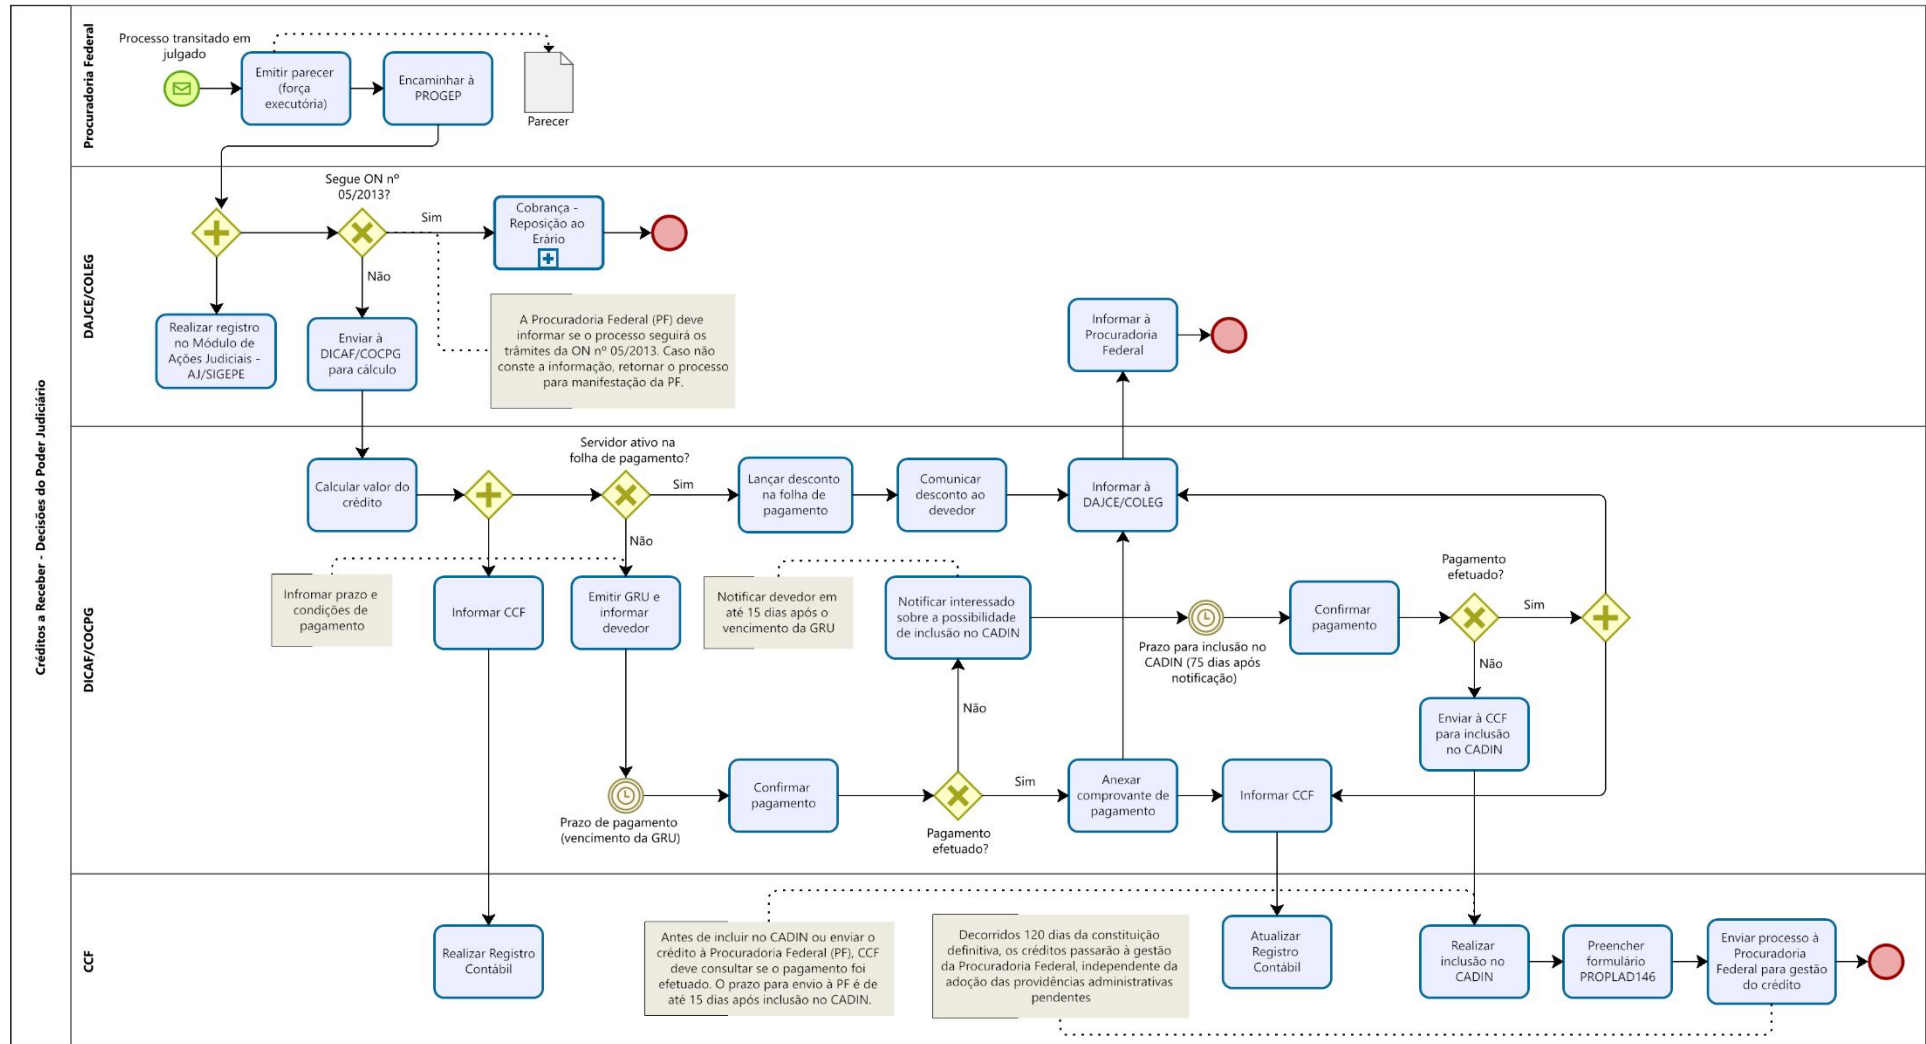 Créditos a Receber - Decisões do Poder Judiciário
Procuradoria Federal
Processo transitado em
julgado
Emitir parecer
(força
executória)
Encaminhar à
PROGEP
Parecer
DAJCE/COLEG
Segue ON nº
05/2013?
Sim
Cobrança -
Reposição ao
Erário
Não
Realizar registro
no Módulo de
Ações Judiciais -
AJ/SIGEPE
Enviar à
DICAF/COCPG
para cálculo
A Procuradoria Federal (PF) deve
informar se o processo seguirá os
trâmites da ON nº 05/2013. Caso não
conste a informação, retornar o processo
para manifestação da PF.
Informar à
Procuradoria
Federal
DICAF/COCPG
Calcular valor do
crédito
Servidor ativo na
folha de pagamento?
Sim
Lançar desconto
na folha de
pagamento
Comunicar
desconto ao
devedor
Informar à
DAJCE/COLEG
Não
Infromar prazo e
condições de
pagamento
Informar CCF
Emitir GRU e
informar
devedor
Notificar devedor em
até 15 dias após o
vencimento da GRU
Notificar interessado
sobre a possibilidade
de inclusão no CADIN
Prazo para inclusão no
CADIN (75 dias após
notificação)
Confirmar
pagamento
Pagamento
efetuado?
Sim
Não
Enviar à CCF
para inclusão
no CADIN
Prazo de pagamento
(vencimento da GRU)
Confirmar
pagamento
Não
Pagamento
efetuado?
Sim
Anexar
comprovante de
pagamento
Informar CCF
CCF
Realizar Registro
Contábil
Antes de incluir no CADIN ou enviar o
crédito à Procuradoria Federal (PF), CCF
deve consultar se o pagamento foi
efetuado. O prazo para envio à PF é de
até 15 dias após inclusão no CADIN.
Decorridos 120 dias da constituição
definitiva, os créditos passarão à gestão
da Procuradoria Federal, independente da
adoção das providências administrativas
pendentes
Atualizar
Registro
Contábil
Realizar
inclusão no
CADIN
Preencher
formulário
PROPLAD146
Enviar processo à
Procuradoria
Federal para gestão
do crédito